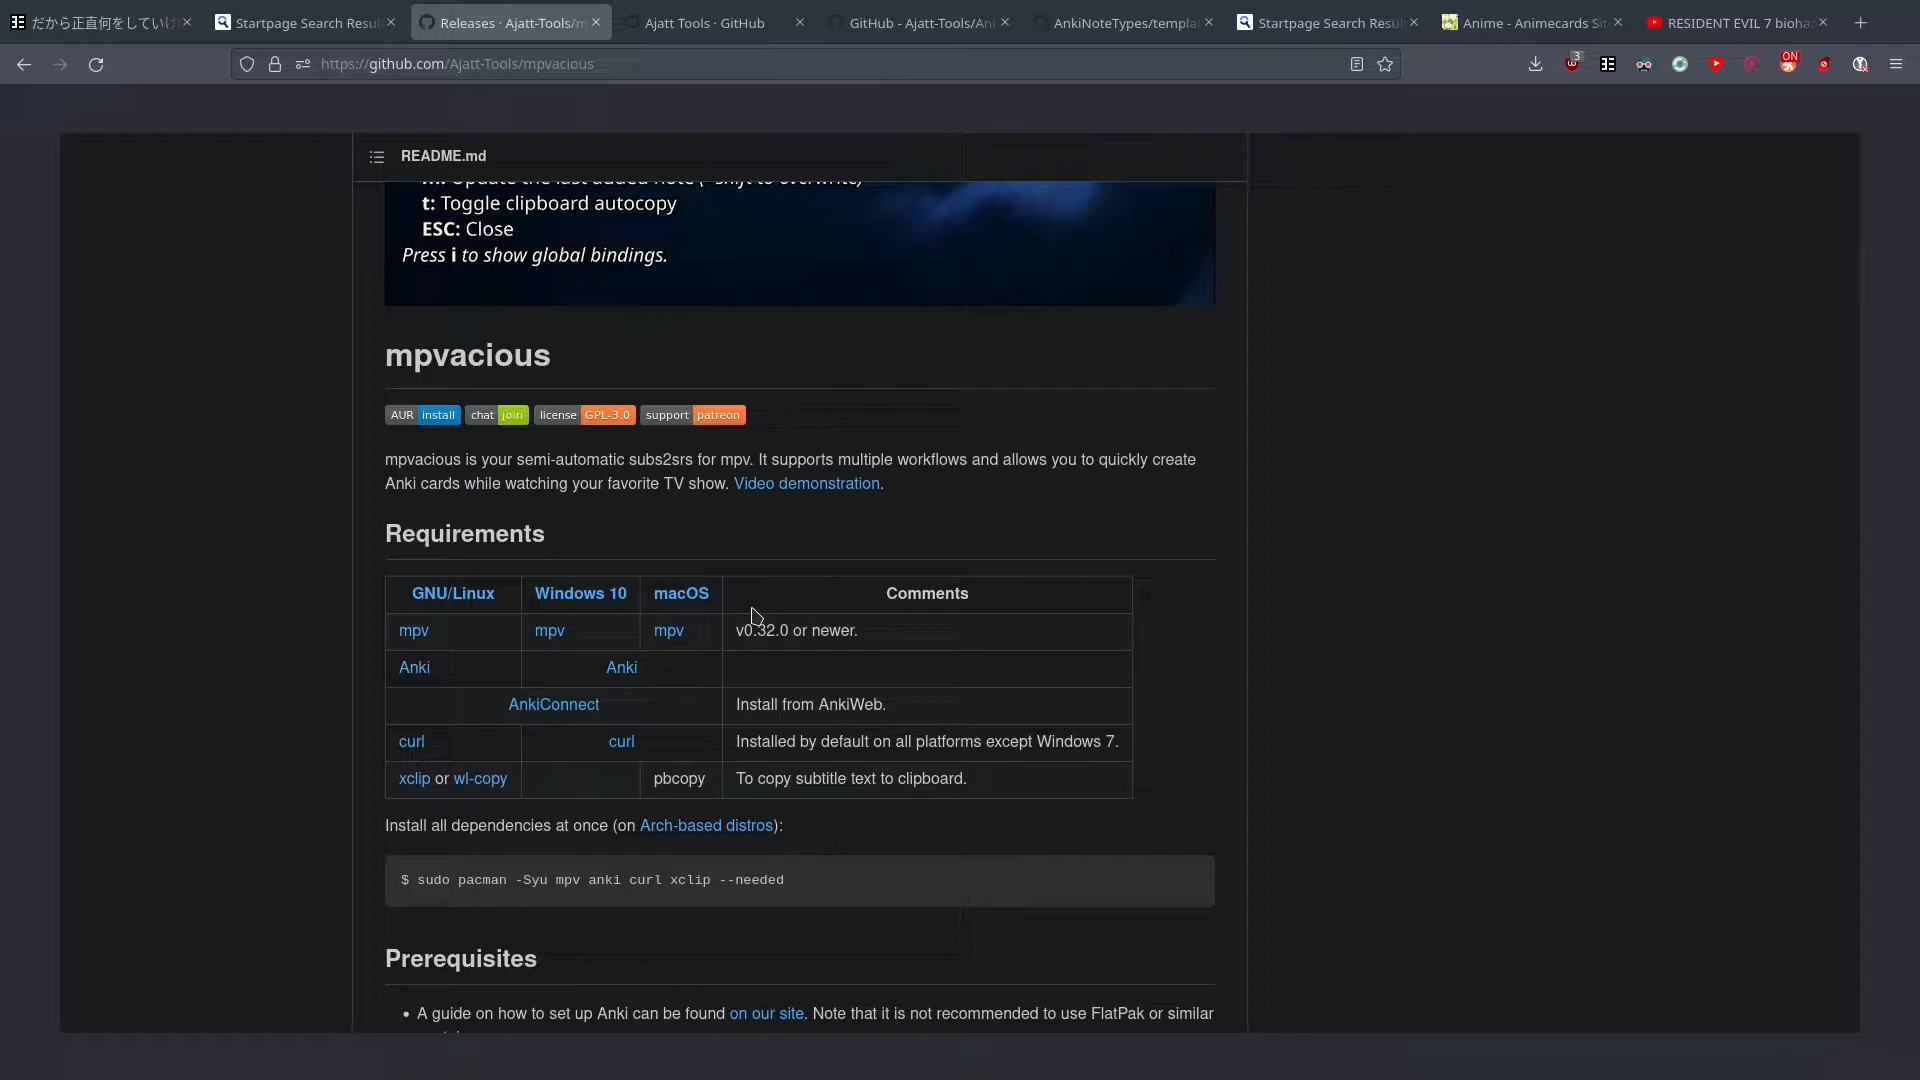 だから正直何をしていけ
Startpage Search Resul
Releases · Ajatt-Tools/m
Ajatt Tools · GitHub
GitHub - Ajatt-Tools/An
AnkiNoteTypes/templa
Startpage Search Resul
Anime - Animecards Sit
RESIDENT EVIL 7 bioha
https://github.com/Ajatt-Tools/mpvacious
3
ON
README.md
t: Toggle clipboard autocopy
ESC: Close
Press i to show global bindings.
mpvacious
AUR install chat join license GPL-3.0 support patreon
mpvacious is your semi-automatic subs2srs for mpv. It supports multiple workflows and allows you to quickly create
Anki cards while watching your favorite TV show. Video demonstration.
Requirements
GNU/Linux Windows 10 macOS Comments
mpv mpv mpv v0.32.0 or newer.
Anki Anki
AnkiConnect Install from AnkiWeb.
curl curl Installed by default on all platforms except Windows 7.
xclip or wl-copy pbcopy To copy subtitle text to clipboard.
Install all dependencies at once (on Arch-based distros):
$ sudo pacman -Syu mpv anki curl xclip --needed
Prerequisites
• A guide on how to set up Anki can be found on our site. Note that it is not recommended to use FlatPak or similar